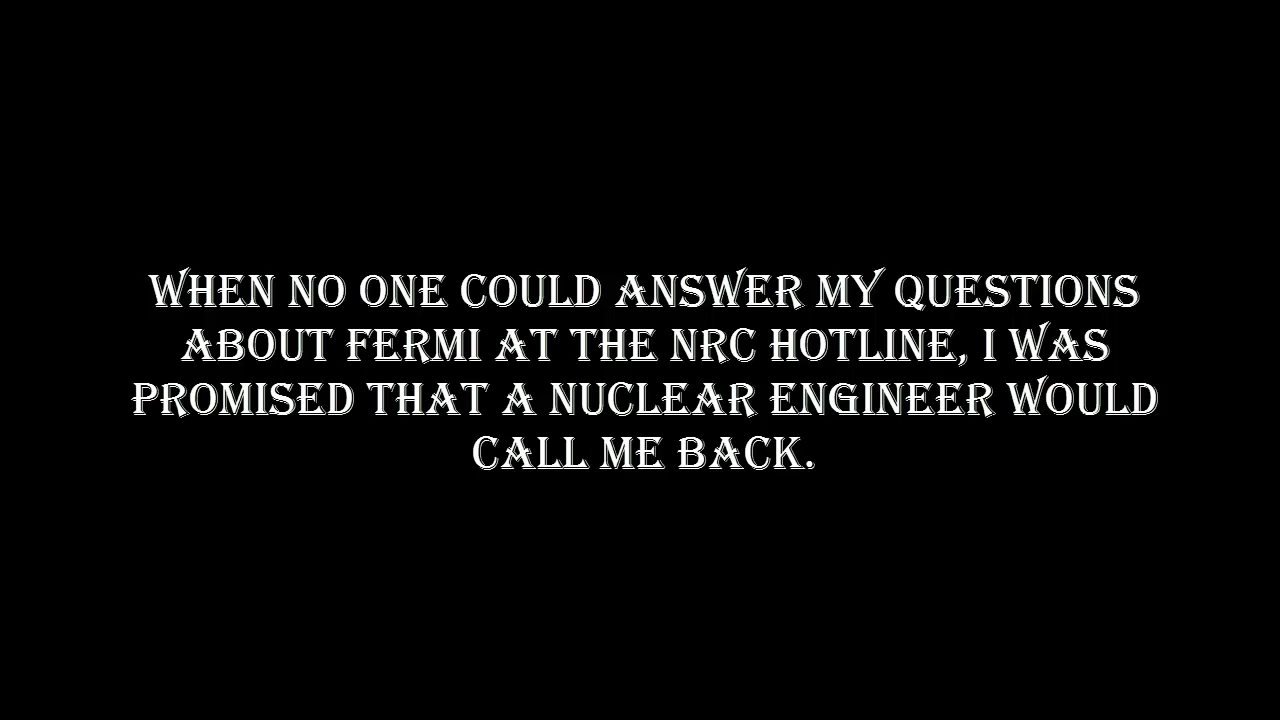 WHEN NO ONE COULD ANSWER MY QUESTIONS
ABOUT FERMI AT THE NRC HOTLINE, I WAS
PROMISED THAT A NUCLEAR ENGINEER WOULD
CALL ME BACK.